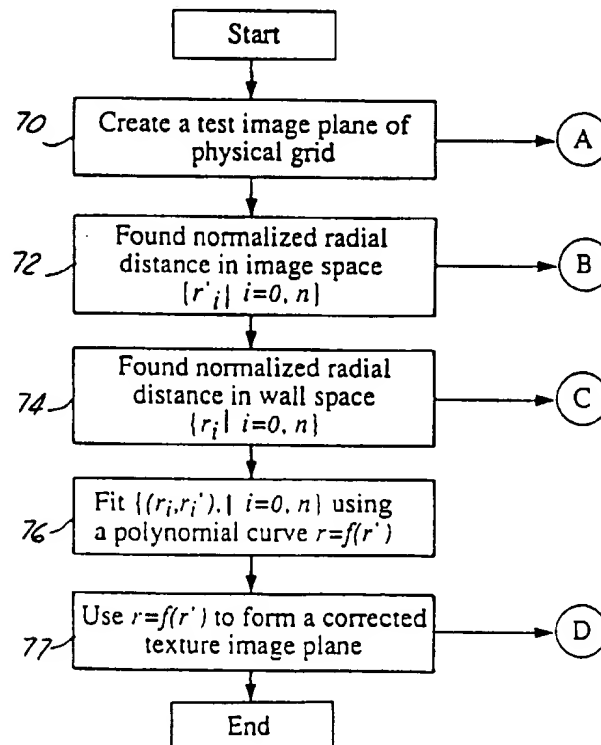 Start
70
Create a test image plane of
physical grid
A
72
Found normalized radial
distance in image space
{r'i| i=0, n}
B
74
Found normalized radial
distance in wall space
{ri| i=0, n}
C
76
Fit {(ri,ri'),| i=0, n} using
a polynomial curve r=f(r')
77
Use r=f(r') to form a corrected
texture image plane
D
End